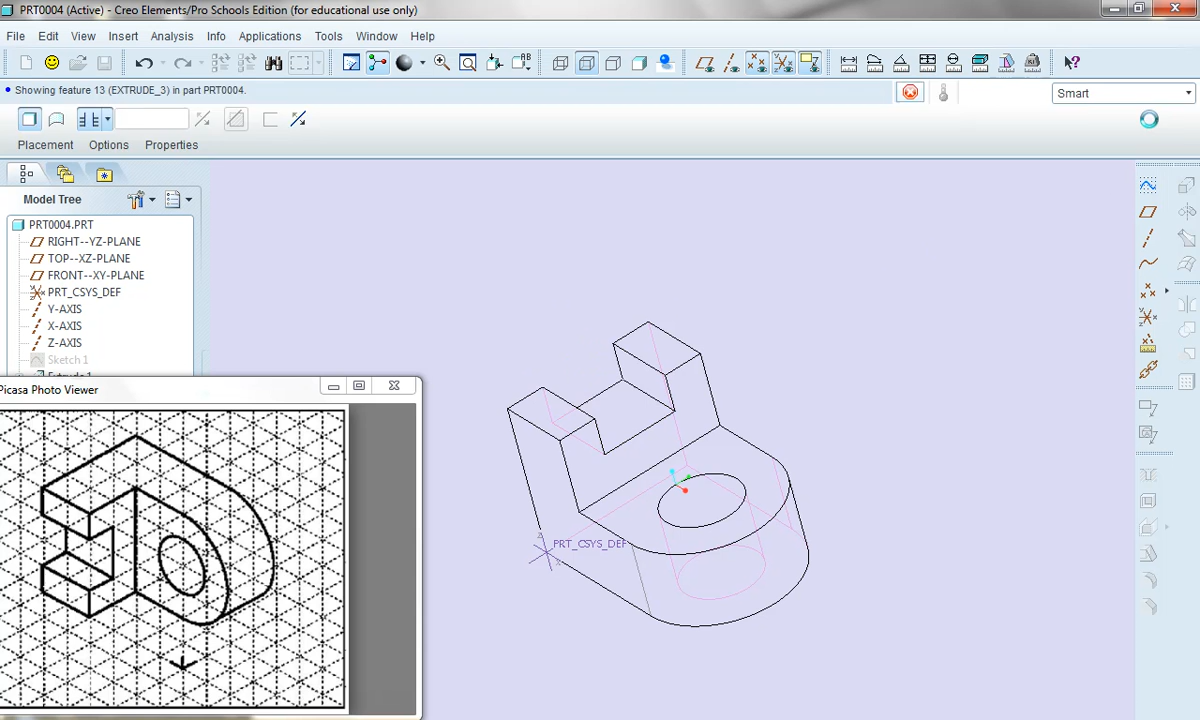 PRT0004 (Active) - Creo Elements/Pro Schools Edition (for educational use only)
File Edit View Insert Analysis Info Applications Tools Window Help
Showing feature 13 (EXTRUDE_3) in part PRT0004.
Smart
Placement Options Properties
Model Tree
PRT0004.PRT
RIGHT--YZ-PLANE
TOP--XZ-PLANE
FRONT--XY-PLANE
PRT_CSYS_DEF
Y-AXIS
X-AXIS
Z-AXIS
Sketch 1
Extrude 1
Picasa Photo Viewer
PRT_CSYS_DEF